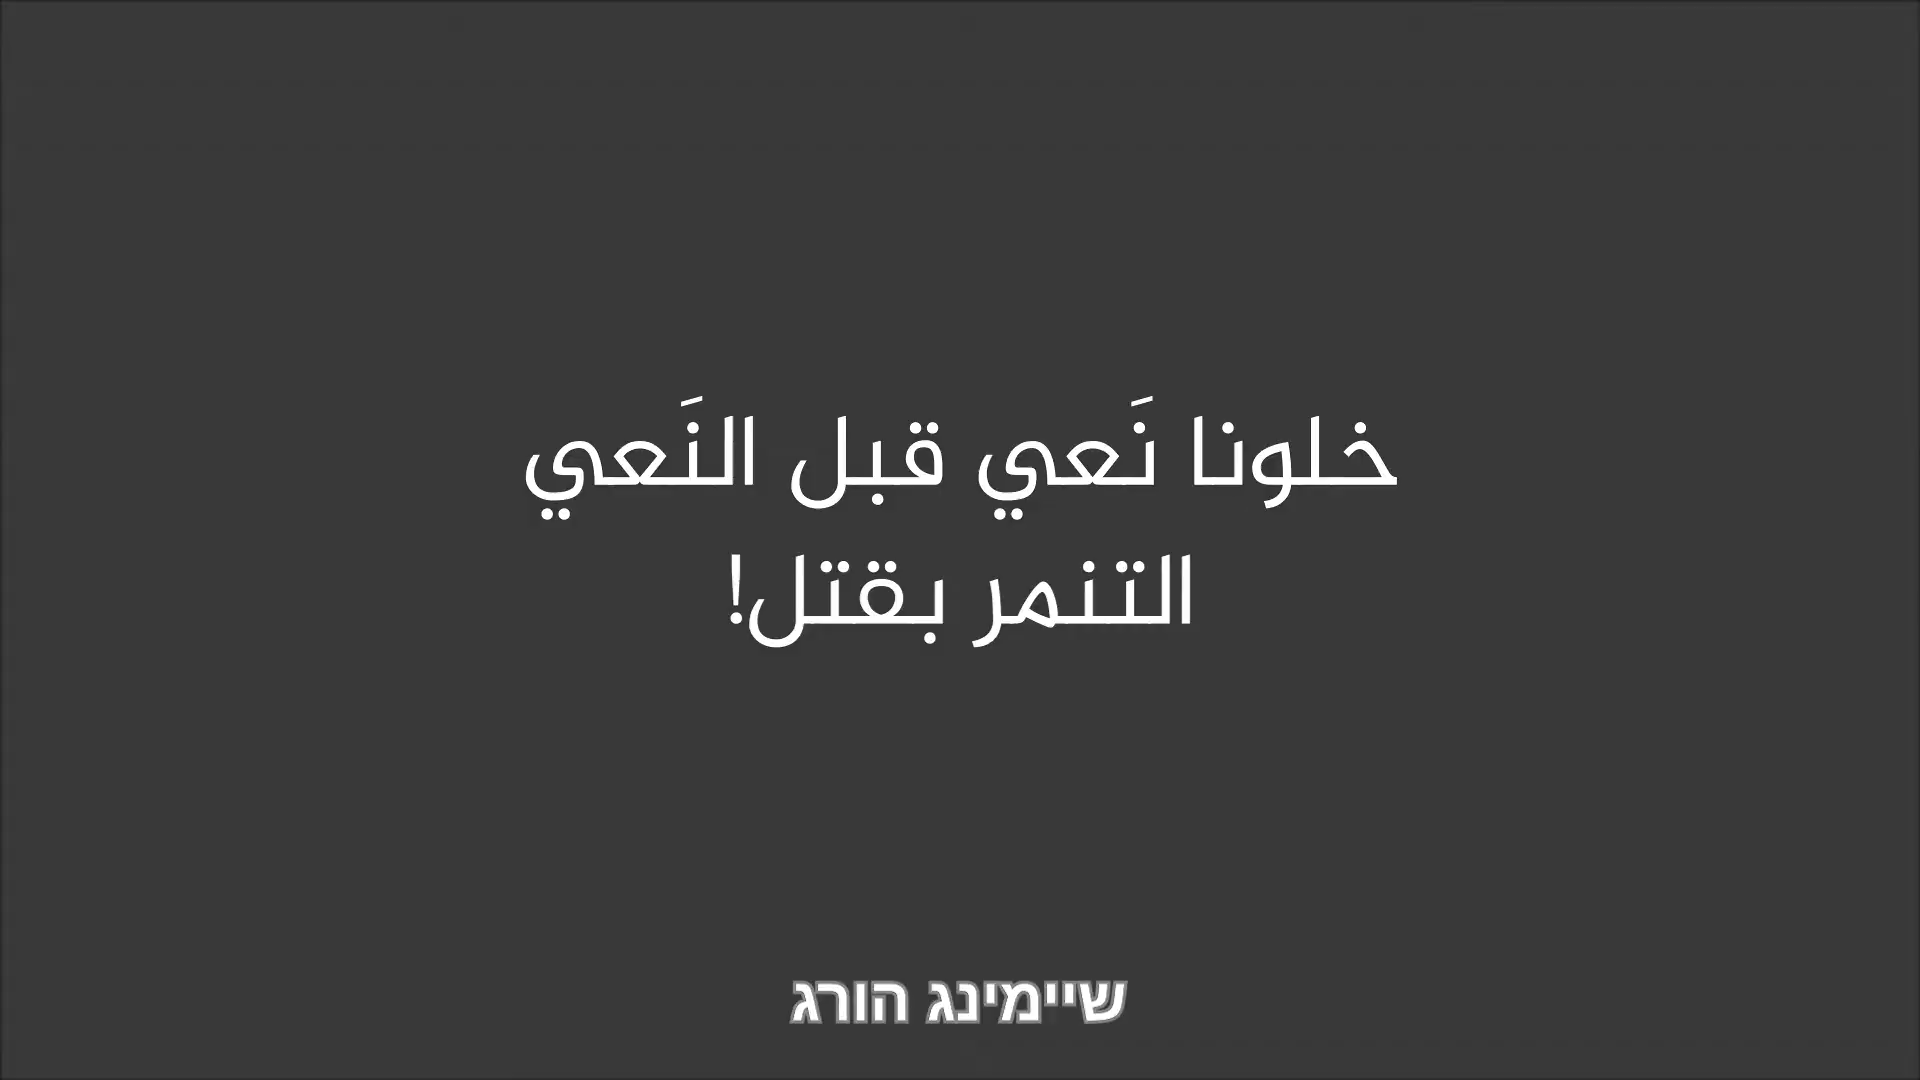 خلونا نَعي قبل النَعي
التنمر بقتل!
שיימינג הורג